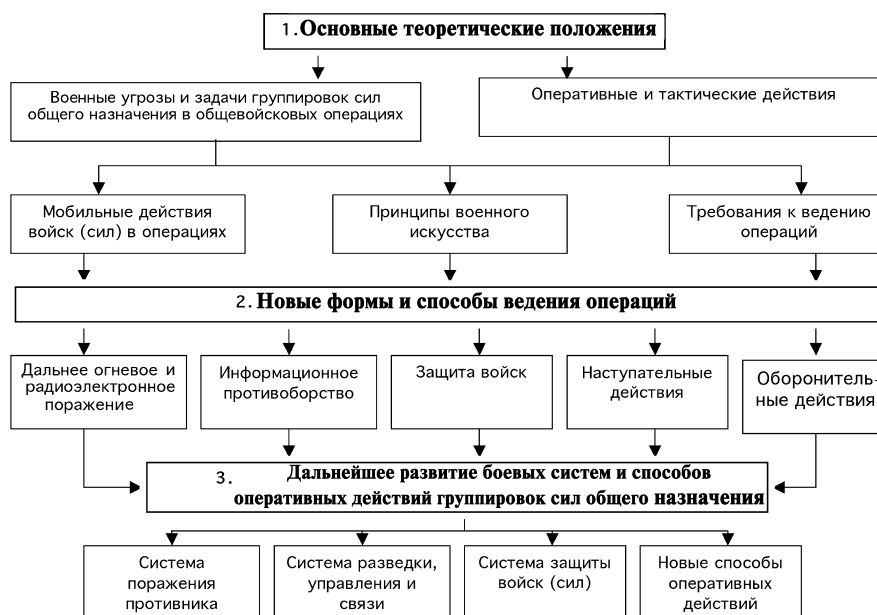 1. Основные теоретические положения
Военные угрозы и задачи группировок сил
общего назначения в общевойсковых операциях
Оперативные и тактические действия
Мобильные действия
войск (сил) в операциях
Принципы военного
искусства
Требования к ведению
операций
2. Новые формы и способы ведения операций
Дальнее огневое и
радиоэлектронное
поражение
Информационное
противоборство
Защита войск
Наступательные
действия
Оборонитель-
ные действия
3. Дальнейшее развитие боевых систем и способов
оперативных действий группировок сил общего назначения
Система
поражения
противника
Система разведки,
управления и
связи
Система защиты
войск (сил)
Новые способы
оперативных
действий